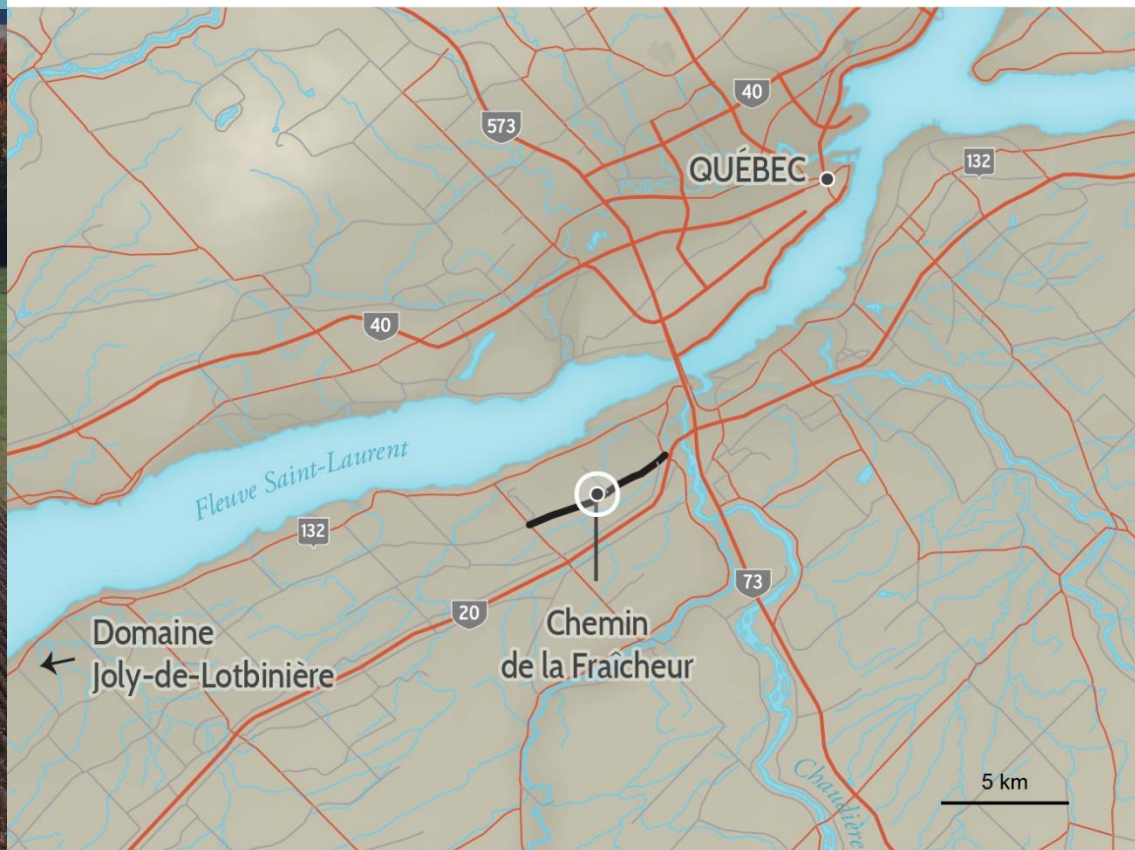 40
573
QUÉBEC
132
40
Fleuve Saint-Laurent
132
73
20
Chemin
de la Fraîcheur
Domaine
Joly-de-Lotbinière
Chaudière
5 km